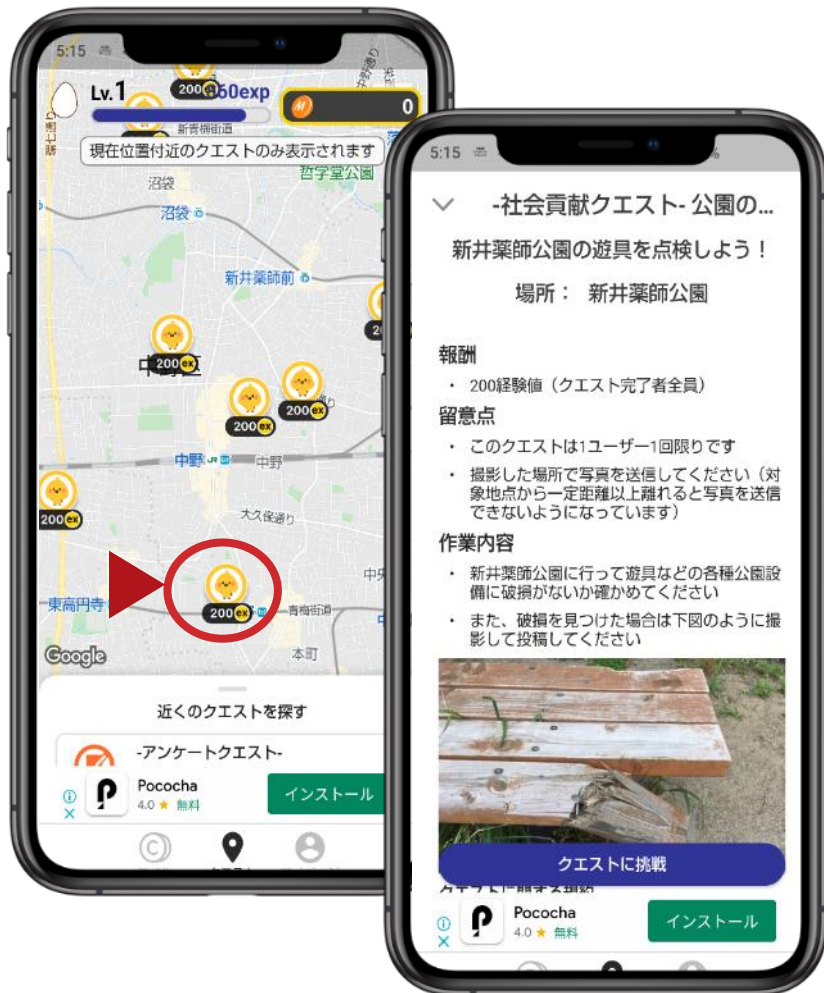 5:15
Lv.1
200
60exp
M
0
新青梅街道
現在位置付近のクエストのみ表示されます
沼袋
哲学堂公園
沼袋
新井薬師前
中野区
200ex
200ex
200ex
中野
JR
中野
200ex
大久保通り
東高円寺
200ex
青梅街道
本町
Google
近くのクエストを探す
-アンケートクエスト-
Pococha
4.0 ★ 無料
インストール
5:15
-社会貢献クエスト- 公園の...
新井薬師公園の遊具を点検しよう！
場所： 新井薬師公園
報酬
・ 200経験値（クエスト完了者全員）
留意点
・ このクエストは1ユーザー1回限りです
・ 撮影した場所で写真を送信してください（対
象地点から一定距離以上離れると写真を送信
できないようになっています）
作業内容
・ 新井薬師公園に行って遊具などの各種公園設
備に破損がないか確かめてください
・ また、破損を見つけた場合は下図のように撮
影して投稿してください
クエストに挑戦
Pococha
4.0 ★ 無料
インストール